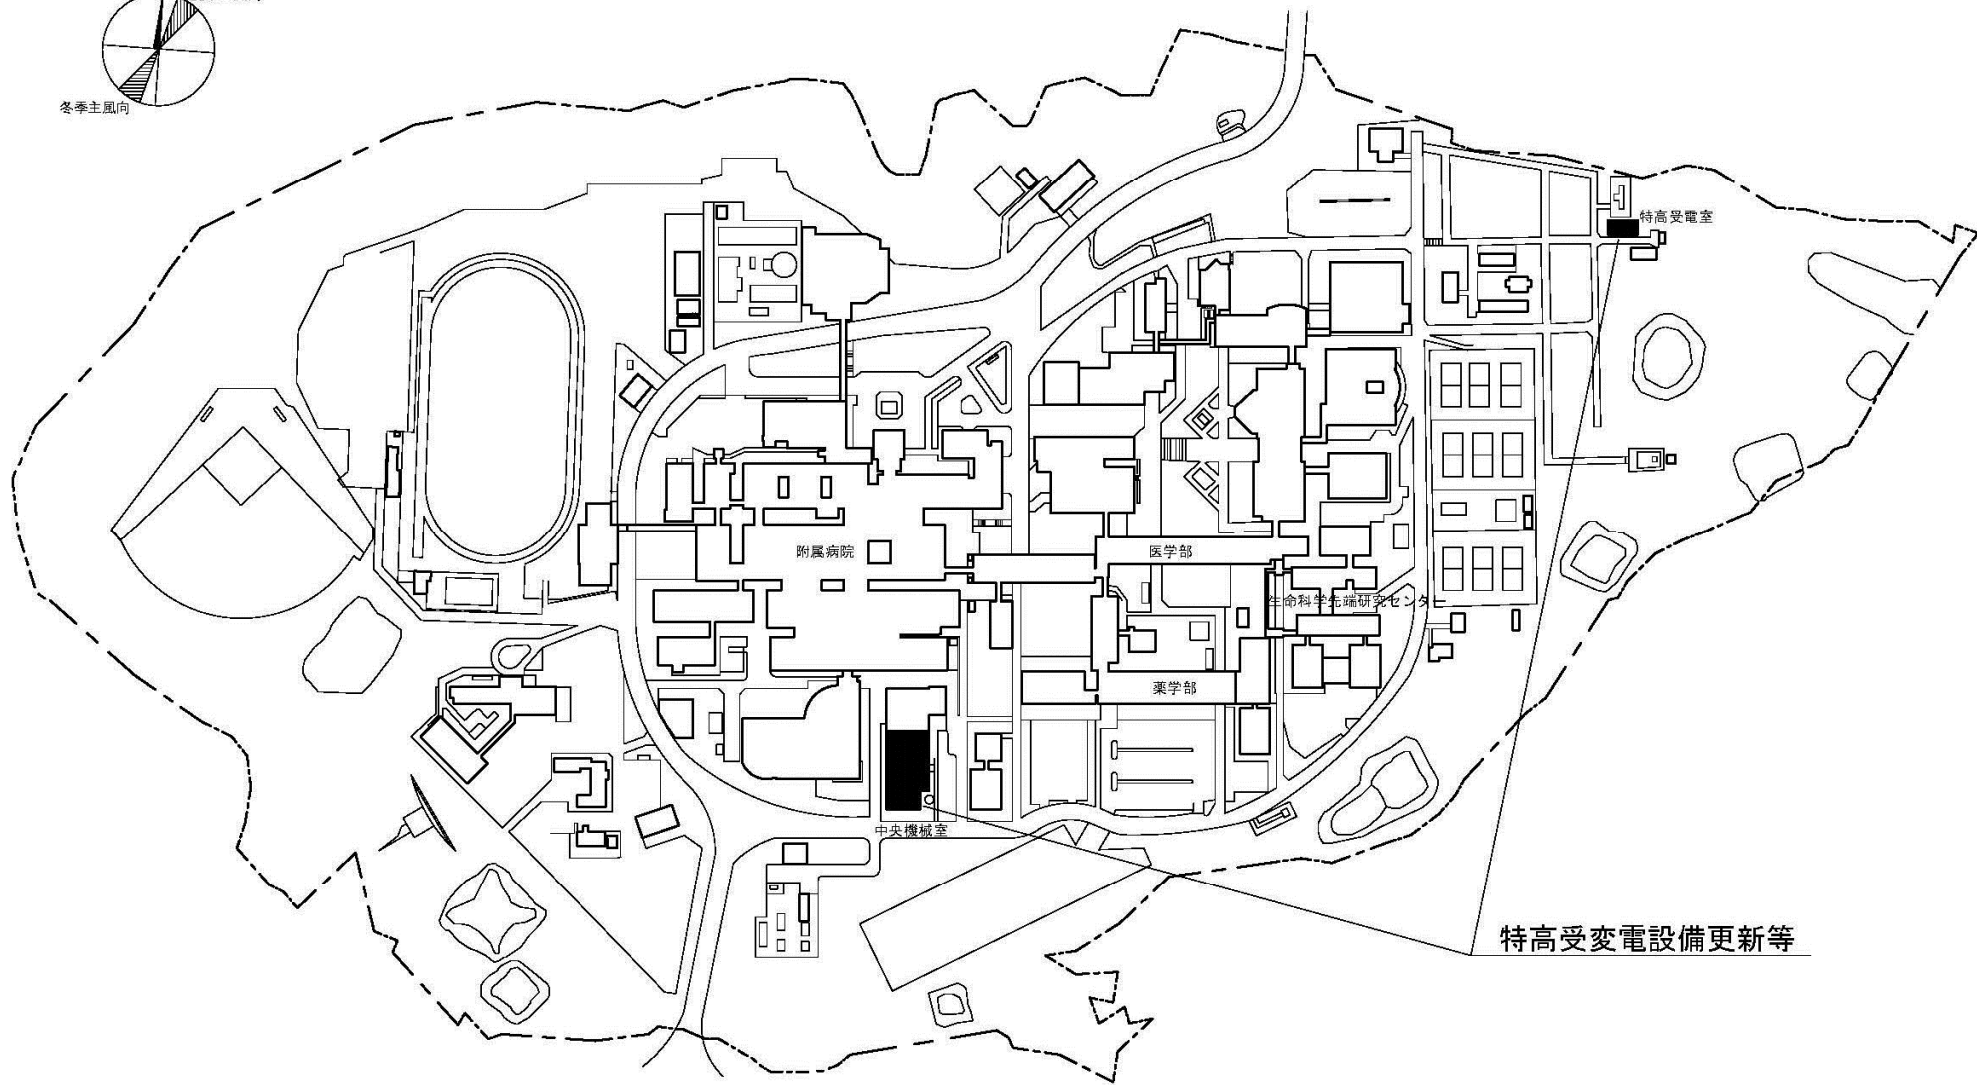 冬季主風向
特高受電室
附属病院
医学部
生命科学先端研究センター
薬学部
中央機械室
特高受変電設備更新等